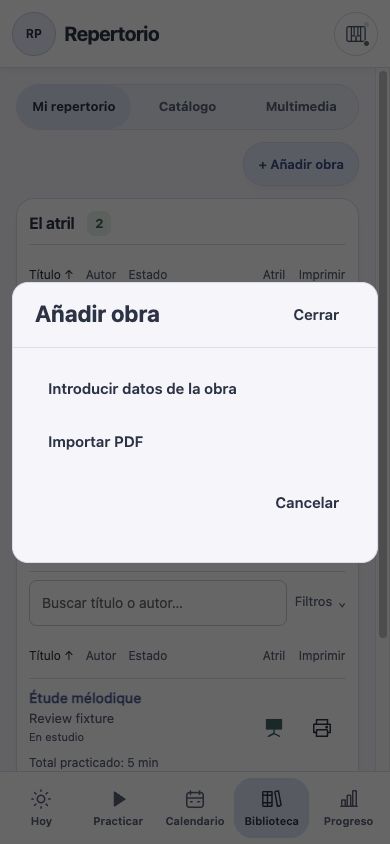 RP Repertorio
Mi repertorio Catálogo Multimedia
+ Añadir obra
El atril 2
Título ↑ Autor Estado Atril Imprimir
Añadir obra Cerrar
Introducir datos de la obra
Importar PDF
Cancelar
Buscar título o autor... Filtros
Título ↑ Autor Estado Atril Imprimir
Étude mélodique
Review fixture
En estudio
Total practicado: 5 min
Hoy Practicar Calendario Biblioteca Progreso